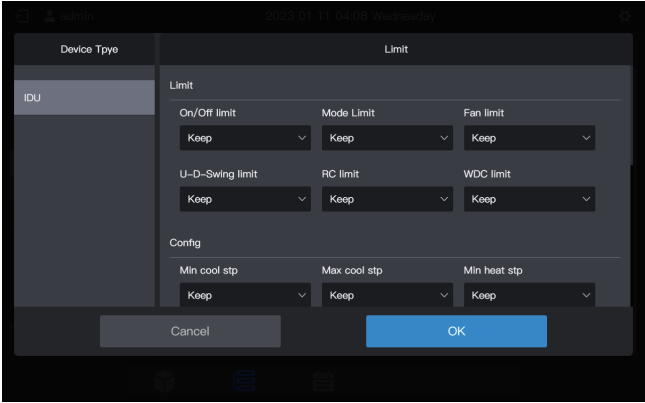 admin
2023 01 11 04:08 Wednesday
Device Tpye
Limit
IDU
Limit
On/Off limit
Mode Limit
Fan limit
Keep
Keep
Keep
U-D-Swing limit
RC limit
WDC limit
Keep
Keep
Keep
Config
Min cool stp
Max cool stp
Min heat stp
Keep
Keep
Keep
Cancel
OK